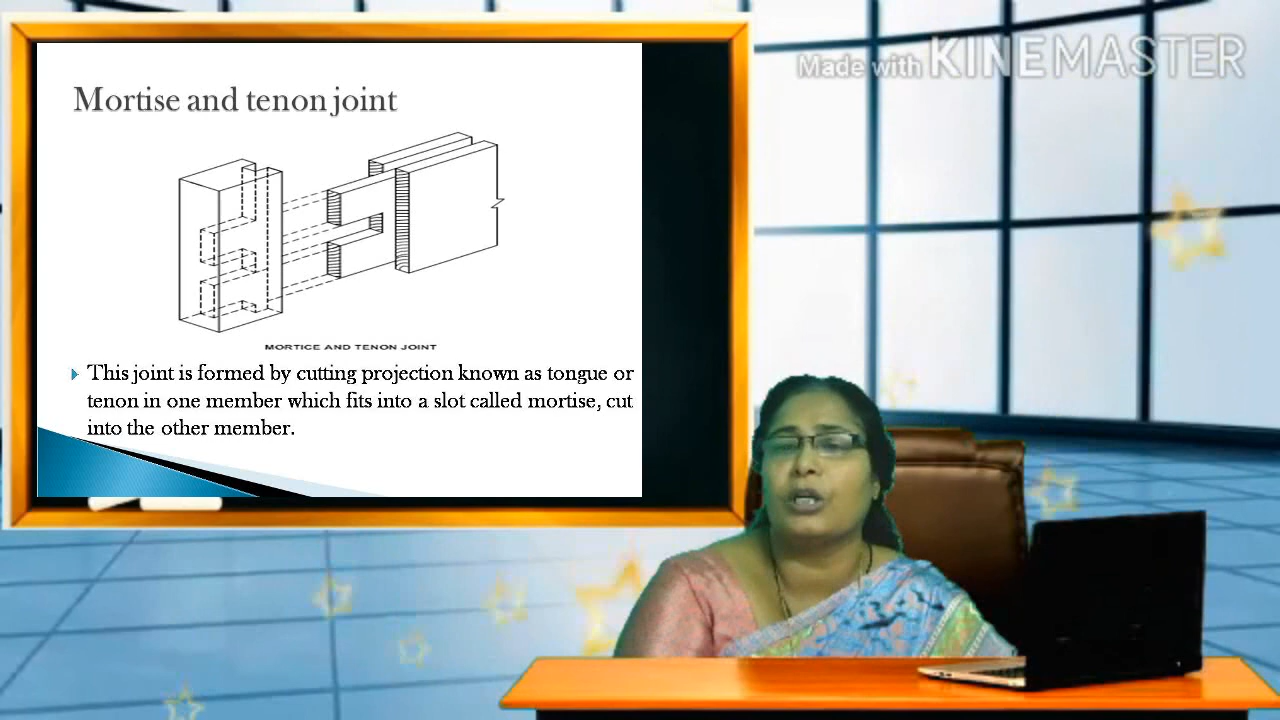 Made with KINEMASTER
Mortise and tenon joint
MORTICE AND TENON JOINT
This joint is formed by cutting projection known as tongue or
tenon in one member which fits into a slot called mortise, cut
into the other member.